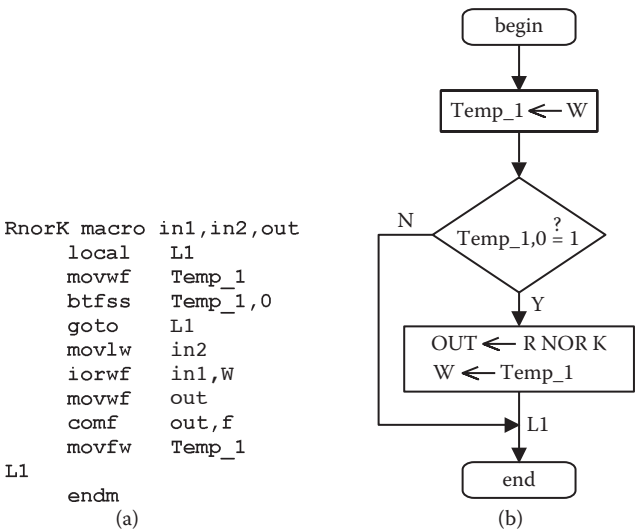 RnorK macro in1,in2,out
local L1
movwf Temp_1
btfss Temp_1,0
goto L1
movlw in2
iorwf in1,W
movwf out
comf out,f
movfw Temp_1
L1
endm
(a)
begin
Temp_1 ← W
N
?
Temp_1,0 = 1
Y
OUT ← R NOR K
W ← Temp_1
L1
end
(b)